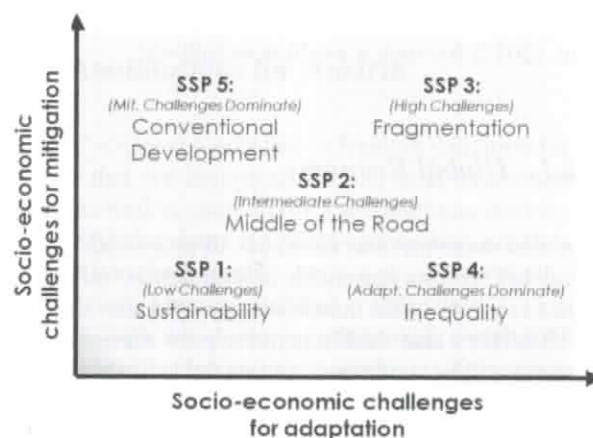 Socio-economic
challenges for mitigation
SSP 5:
(Mit. Challenges Dominate)
Conventional
Development
SSP 3:
(High Challenges)
Fragmentation
SSP 2:
(Intermediate Challenges)
Middle of the Road
SSP 1:
(Low Challenges)
Sustainability
SSP 4:
(Adapt. Challenges Dominate)
Inequality
Socio-economic challenges
for adaptation